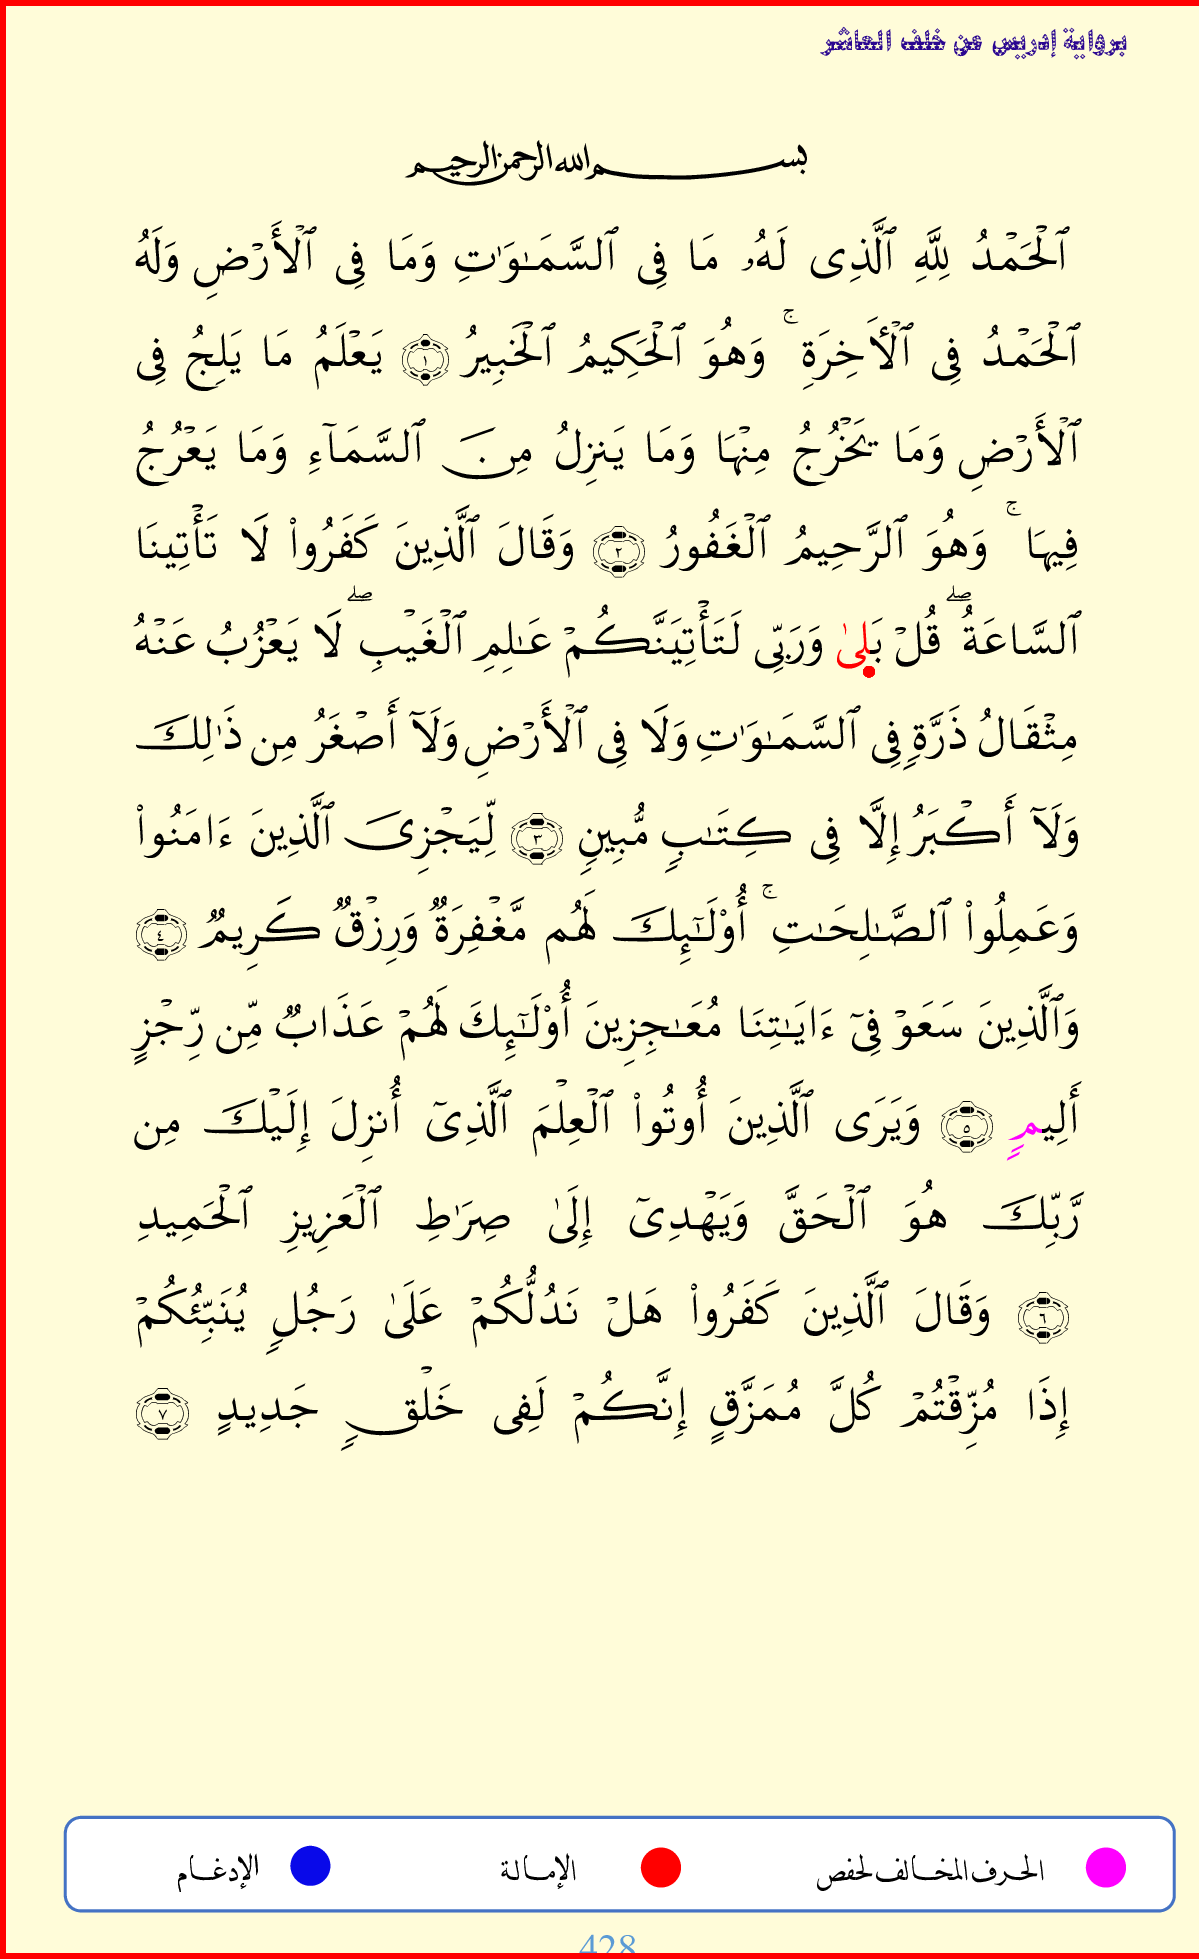 برواية إدريس عن خلف العاشر
بسم الله الرحمن الرحيم
ٱلۡحَمۡدُ لِلَّهِ ٱلَّذِى لَهُۥ مَا فِى ٱلسَّمَٰوَٰتِ وَمَا فِى ٱلۡأَرۡضِ وَلَهُ
ٱلۡحَمۡدُ فِى ٱلۡأٓخِرَةِۚ وَهُوَ ٱلۡحَكِيمُ ٱلۡخَبِيرُ ١ يَعۡلَمُ مَا يَلِجُ فِى
ٱلۡأَرۡضِ وَمَا يَخۡرُجُ مِنۡهَا وَمَا يَنزِلُ مِنَ ٱلسَّمَآءِ وَمَا يَعۡرُجُ
فِيهَاۚ وَهُوَ ٱلرَّحِيمُ ٱلۡغَفُورُ ٢ وَقَالَ ٱلَّذِينَ كَفَرُواْ لَا تَأۡتِينَا
ٱلسَّاعَةُۖ قُلۡ بَلِىٰ وَرَبِّى لَتَأۡتِيَنَّكُمۡ عَٰلِمِ ٱلۡغَيۡبِۖ لَا يَعۡزُبُ عَنۡهُ
مِثۡقَالُ ذَرَّةٖ فِى ٱلسَّمَٰوَٰتِ وَلَا فِى ٱلۡأَرۡضِ وَلَآ أَصۡغَرُ مِن ذَٰلِكَ
وَلَآ أَكۡبَرُ إِلَّا فِى كِتَٰبٖ مُّبِينٖ ٣ لِّيَجۡزِىَ ٱلَّذِينَ ءَامَنُواْ
وَعَمِلُواْ ٱلصَّٰلِحَٰتِۚ أُوْلَٰٓئِكَ لَهُم مَّغۡفِرَةٞ وَرِزۡقٞ كَرِيمٞ ٤
وَٱلَّذِينَ سَعَوۡ فِىٓ ءَايَٰتِنَا مُعَٰجِزِينَ أُوْلَٰٓئِكَ لَهُمۡ عَذَابٞ مِّن رِّجۡزٍ
أَلِيمٖ ٥ وَيَرَى ٱلَّذِينَ أُوتُواْ ٱلۡعِلۡمَ ٱلَّذِىٓ أُنزِلَ إِلَيۡكَ مِن
رَّبِّكَ هُوَ ٱلۡحَقَّ وَيَهۡدِىٓ إِلَىٰ صِرَٰطِ ٱلۡعَزِيزِ ٱلۡحَمِيدِ
٦ وَقَالَ ٱلَّذِينَ كَفَرُواْ هَلۡ نَدُلُّكُمۡ عَلَىٰ رَجُلٖ يُنَبِّئُكُمۡ
إِذَا مُزِّقۡتُمۡ كُلَّ مُمَزَّقٍ إِنَّكُمۡ لَفِى خَلۡقٖ جَدِيدٍ ٧
الحرف المخالف لحفص الإمالة الإدغام
428